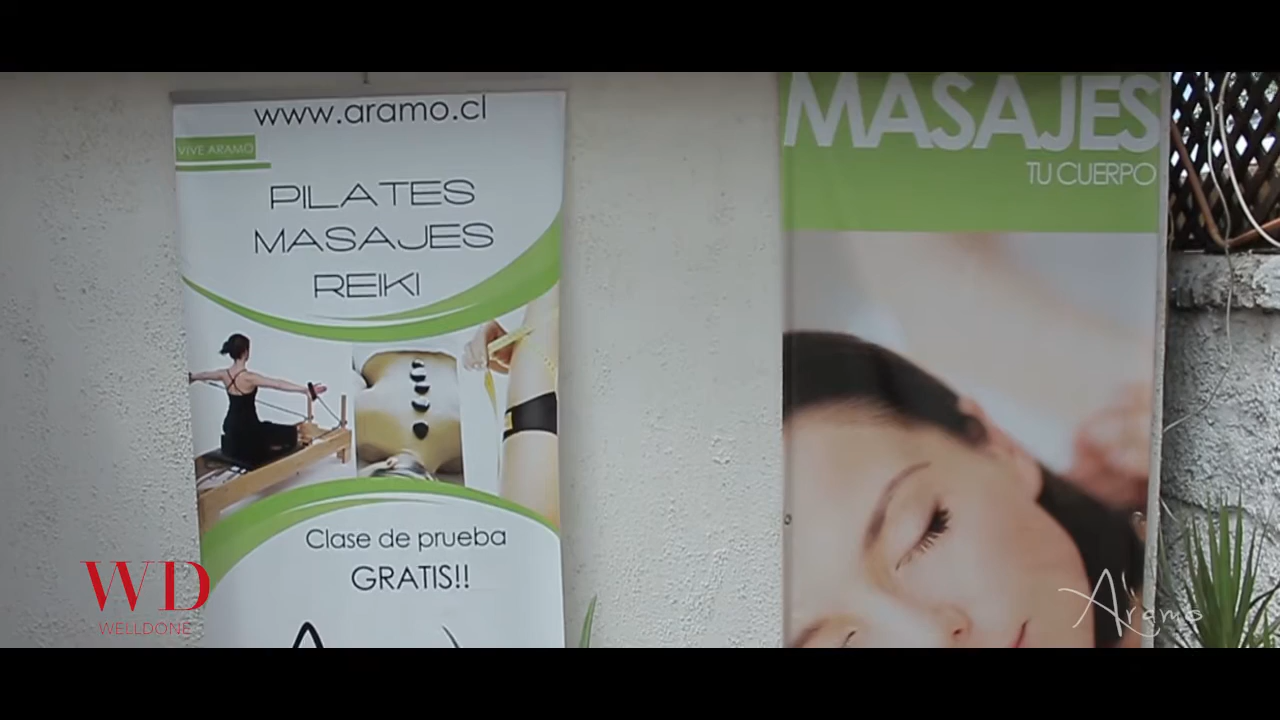 www.aramo.cl
VIVE ARAMO
PILATES
MASAJES
REIKI
Clase de prueba
GRATIS!!
MASAJES
TU CUERPO
WD
WELLDONE
Aramo